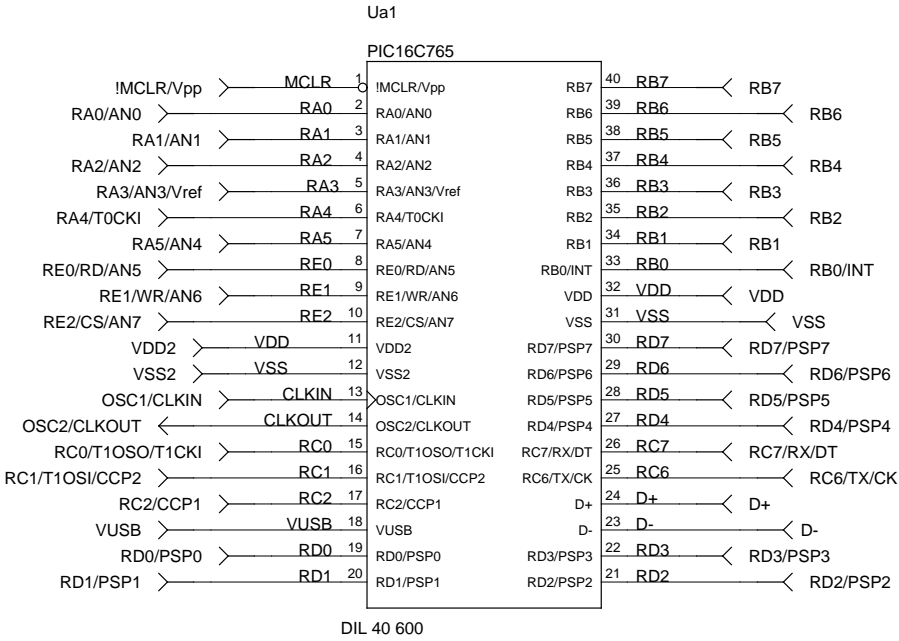 Ua1
PIC16C765
!MCLR/Vpp MCLR 1 !MCLR/Vpp RB7 40 RB7 RB7
RA0/AN0 RA0 2 RA0/AN0 RB6 39 RB6 RB6
RA1/AN1 RA1 3 RA1/AN1 RB5 38 RB5 RB5
RA2/AN2 RA2 4 RA2/AN2 RB4 37 RB4 RB4
RA3/AN3/Vref RA3 5 RA3/AN3/Vref RB3 36 RB3 RB3
RA4/T0CKI RA4 6 RA4/T0CKI RB2 35 RB2 RB2
RA5/AN4 RA5 7 RA5/AN4 RB1 34 RB1 RB1
RE0/RD/AN5 RE0 8 RE0/RD/AN5 RB0/INT 33 RB0 RB0/INT
RE1/WR/AN6 RE1 9 RE1/WR/AN6 VDD 32 VDD VDD
RE2/CS/AN7 RE2 10 RE2/CS/AN7 VSS 31 VSS VSS
VDD2 VDD 11 VDD2 RD7/PSP7 30 RD7 RD7/PSP7
VSS2 VSS 12 VSS2 RD6/PSP6 29 RD6 RD6/PSP6
OSC1/CLKIN CLKIN 13 OSC1/CLKIN RD5/PSP5 28 RD5 RD5/PSP5
OSC2/CLKOUT CLKOUT 14 OSC2/CLKOUT RD4/PSP4 27 RD4 RD4/PSP4
RC0/T1OSO/T1CKI RC0 15 RC0/T1OSO/T1CKI RC7/RX/DT 26 RC7 RC7/RX/DT
RC1/T1OSI/CCP2 RC1 16 RC1/T1OSI/CCP2 RC6/TX/CK 25 RC6 RC6/TX/CK
RC2/CCP1 RC2 17 RC2/CCP1 D+ 24 D+ D+
VUSB VUSB 18 VUSB D- 23 D- D-
RD0/PSP0 RD0 19 RD0/PSP0 RD3/PSP3 22 RD3 RD3/PSP3
RD1/PSP1 RD1 20 RD1/PSP1 RD2/PSP2 21 RD2 RD2/PSP2
DIL 40 600